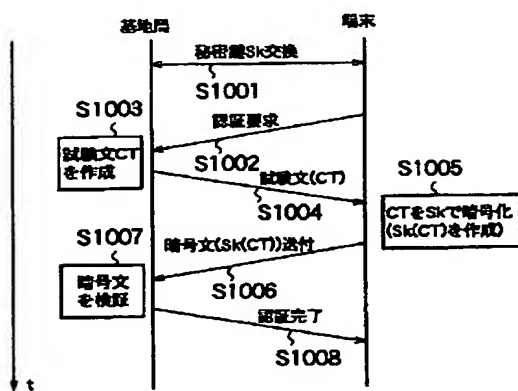 基地局
端末
秘密鍵Sk交換
S1001
S1003
認証要求
試験文CT
を作成
S1002
試験文(CT)
S1005
S1004
CTをSkで暗号化
(Sk(CT)を作成)
S1007
暗号文(Sk(CT))送付
暗号文
を検証
S1006
認証完了
S1008
t